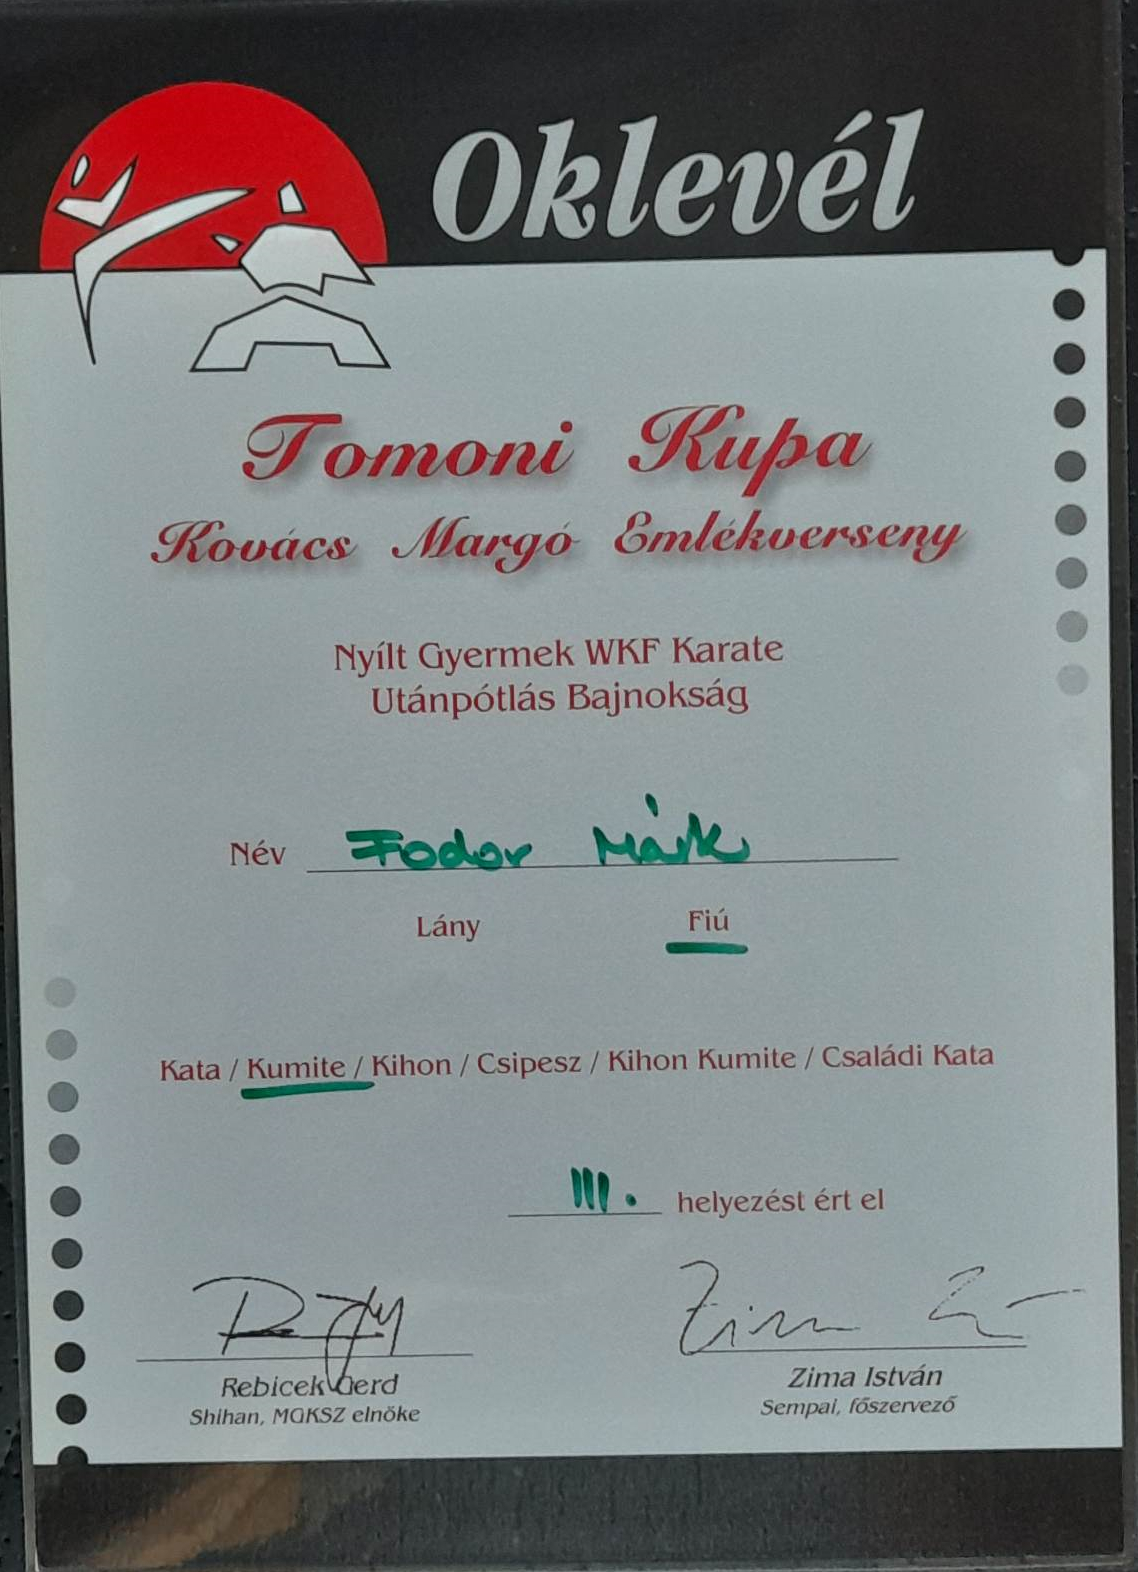 Oklevél
Tomoni Kupa
Kovács Margó Emlékverseny
Nyílt Gyermek WKF Karate
Utánpótlás Bajnokság
Név Fodor Márk
Lány Fiú
Kata / Kumite / Kihon / Csipesz / Kihon Kumite / Családi Kata
III. helyezést ért el
Zima
Rebicek Gerd Zima István
Shihan, MGKSZ elnöke Sempai, főszervező